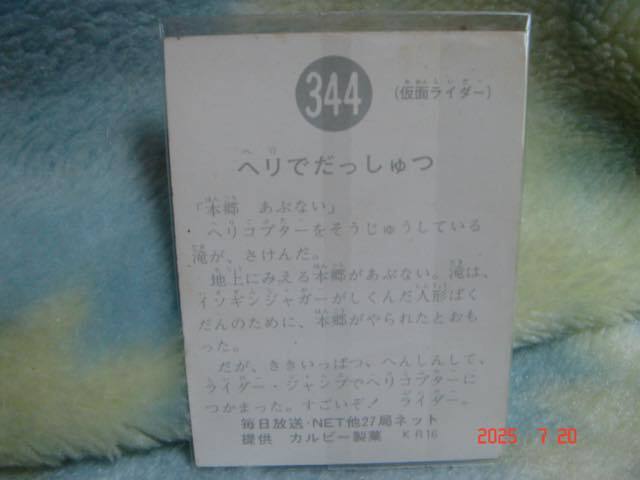 344
(仮面ライダー)
ヘリでだっしゅつ
「本郷 あぶない」
ヘリコプターをそうじゅうしている
滝が、さけんだ。
地上にみえる本郷があぶない。滝は、
イソギンジャガーがしくんだ人形ばく
だんのために、本郷がやられたとおも
った。
だが、ききいっぱつ、へんしんして、
ライダー・ジャンプでヘリコプターに
つかまった。すごいぞ! ライダー。
毎日放送・NET他27局ネット
提供 カルビー製菓 KR16
2025 7 20